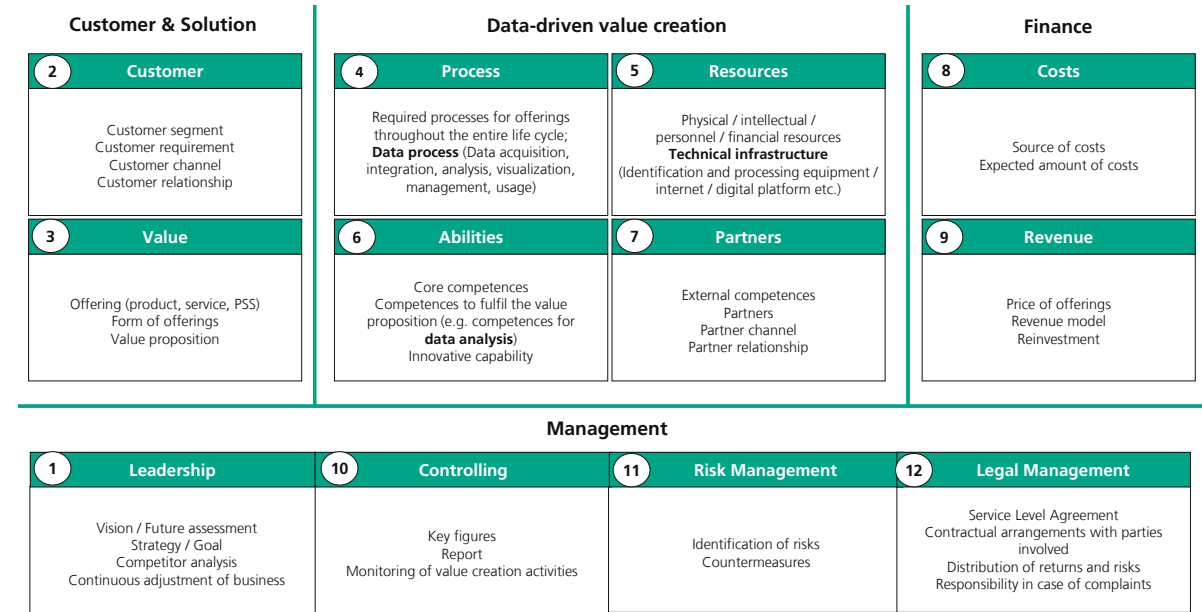 Customer & Solution
Data-driven value creation
Finance
2
Customer
Customer segment
Customer requirement
Customer channel
Customer relationship
4
Process
Required processes for offerings
throughout the entire life cycle;
Data process (Data acquisition,
integration, analysis, visualization,
management, usage)
5
Resources
Physical / intellectual /
personnel / financial resources
Technical infrastructure
(Identification and processing equipment /
internet / digital platform etc.)
8
Costs
Source of costs
Expected amount of costs
3
Value
Offering (product, service, PSS)
Form of offerings
Value proposition
6
Abilities
Core competences
Competences to fulfil the value
proposition (e.g. competences for
data analysis)
Innovative capability
7
Partners
External competences
Partners
Partner channel
Partner relationship
9
Revenue
Price of offerings
Revenue model
Reinvestment
Management
1
Leadership
Vision / Future assessment
Strategy / Goal
Competitor analysis
Continuous adjustment of business
10
Controlling
Key figures
Report
Monitoring of value creation activities
11
Risk Management
Identification of risks
Countermeasures
12
Legal Management
Service Level Agreement
Contractual arrangements with parties
involved
Distribution of returns and risks
Responsibility in case of complaints